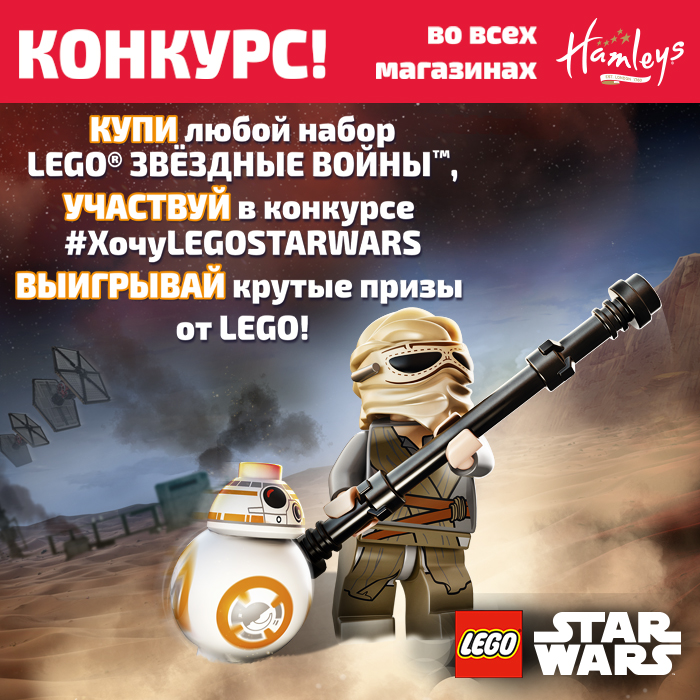 КОНКУРС!
во всех
магазинах
Hamleys
КУПИ любой набор
LEGO® ЗВЁЗДНЫЕ ВОЙНЫ™,
УЧАСТВУЙ в конкурсе
#ХочуLEGOSTARWARS
ВЫИГРЫВАЙ крутые призы
от LEGO!
LEGO
STAR
WARS